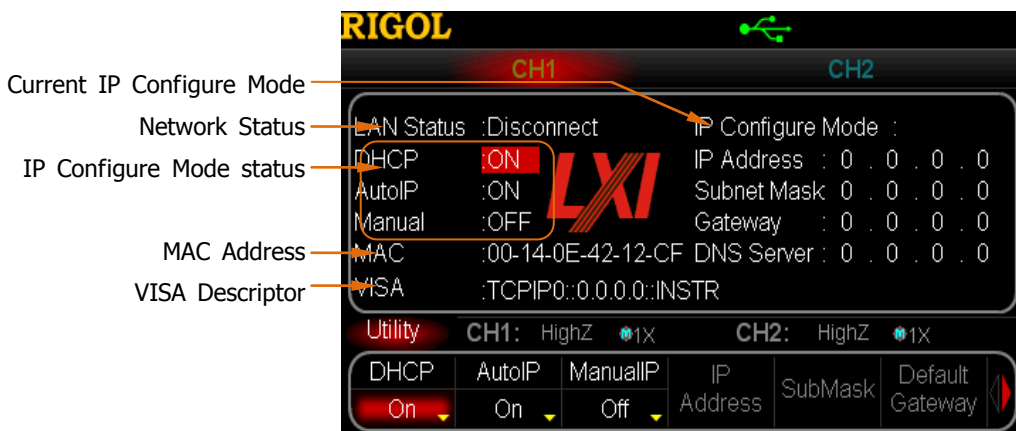 RIGOL
CH1 CH2
Current IP Configure Mode
Network Status
IP Configure Mode status
MAC Address
VISA Descriptor
LAN Status :Disconnect IP Configure Mode :
DHCP :ON IP Address : 0 . 0 . 0 . 0
AutoIP :ON Subnet Mask: 0 . 0 . 0 . 0
Manual :OFF Gateway : 0 . 0 . 0 . 0
LXI
MAC :00-14-0E-42-12-CF DNS Server : 0 . 0 . 0 . 0
VISA :TCPIP0::0.0.0.0::INSTR
Utility CH1: HighZ 1X CH2: HighZ 1X
DHCP AutoIP ManualIP IP Address SubMask Default Gateway
On On Off